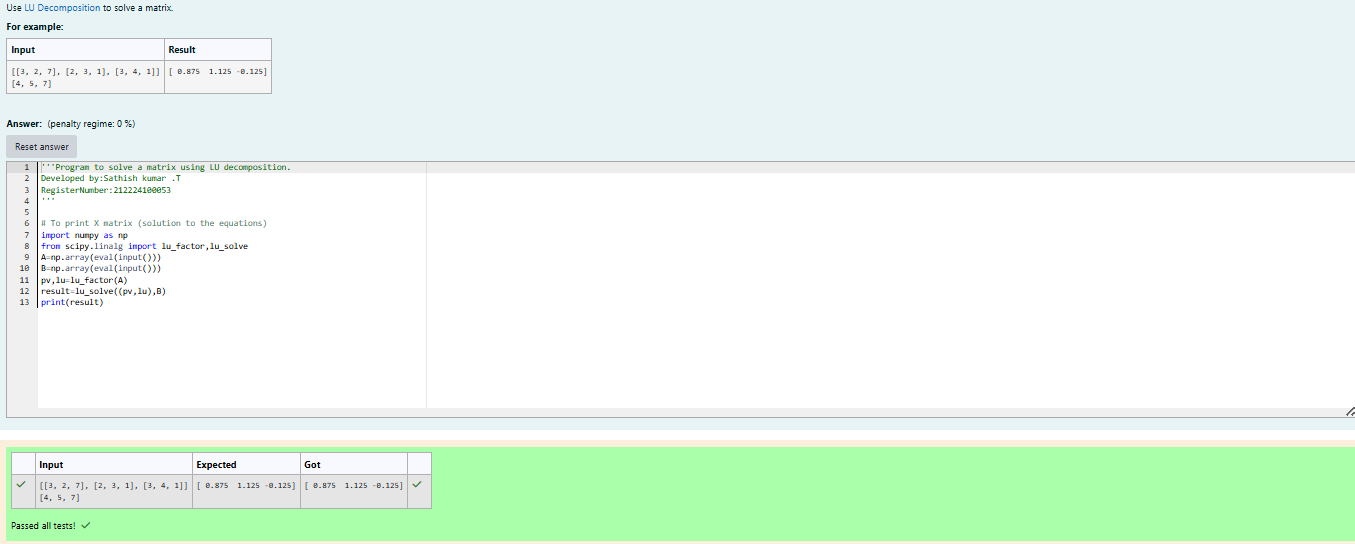 Use LU Decomposition to solve a matrix.
For example:
Input Result
[[3, 2, 7], [2, 3, 1], [3, 4, 1]] [ 0.875  1.125 -0.125]
[4, 5, 7]
Answer: (penalty regime: 0 %)
Reset answer
1 '''Program to solve a matrix using LU decomposition.
2 Developed by:Sathish kumar .T
3 RegisterNumber:212224100053
4 '''
5
6 # To print X matrix (solution to the equations)
7 import numpy as np
8 from scipy.linalg import lu_factor,lu_solve
9 A=np.array(eval(input()))
10 B=np.array(eval(input()))
11 pv,lu=lu_factor(A)
12 result=lu_solve((pv,lu),B)
13 print(result)
Input Expected Got
[[3, 2, 7], [2, 3, 1], [3, 4, 1]] [ 0.875  1.125 -0.125] [ 0.875  1.125 -0.125]
[4, 5, 7]
Passed all tests!